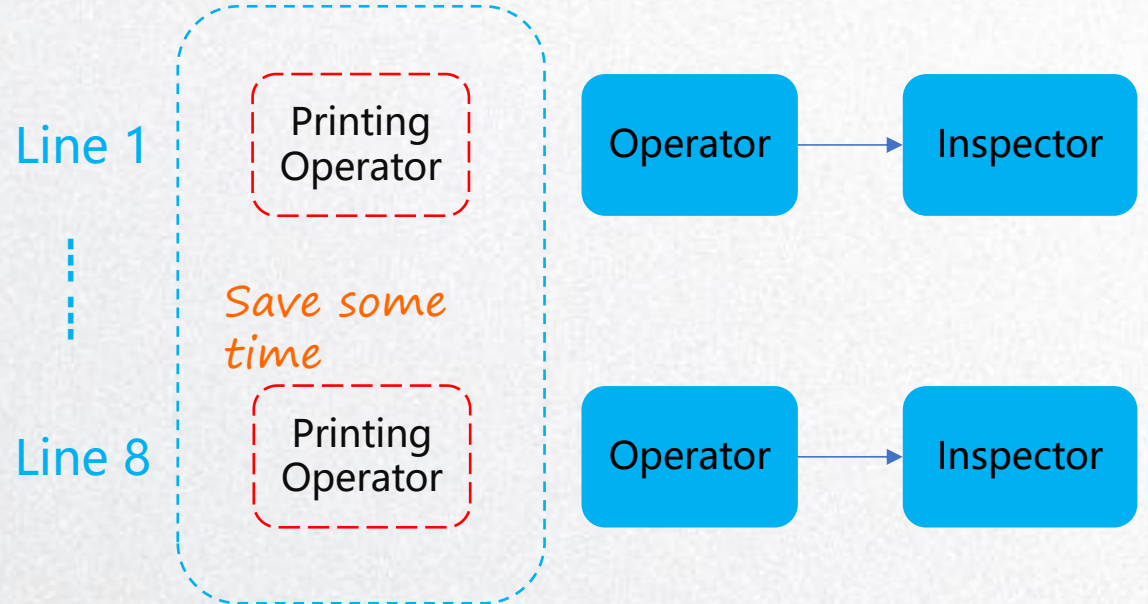 Line 1
Printing
Operator
Operator
Inspector
Save some
time
Line 8
Printing
Operator
Operator
Inspector